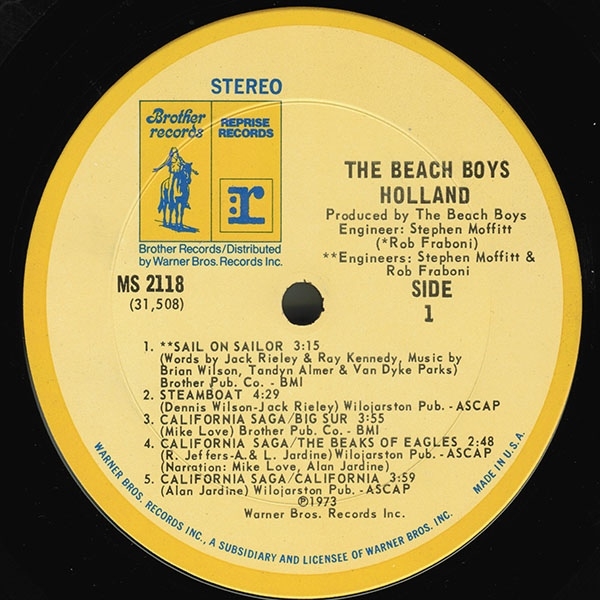 STEREO
Brother
records
REPRISE
RECORDS
r
Brother Records/Distributed
by Warner Bros. Records Inc.
MS 2118
(31,508)
THE BEACH BOYS
HOLLAND
Produced by The Beach Boys
Engineer: Stephen Moffitt
(*Rob Fraboni)
**Engineers: Stephen Moffitt &
Rob Fraboni
SIDE
1
1. **SAIL ON SAILOR 3:15
(Words by Jack Rieley & Ray Kennedy, Music by
Brian Wilson, Tandyn Almer & Van Dyke Parks)
Brother Pub. Co. - BMI
2. STEAMBOAT 4:29
(Dennis Wilson-Jack Rieley) Wilojarston Pub. - ASCAP
3. CALIFORNIA SAGA/BIG SUR 3:55
(Mike Love) Brother Pub. Co. - BMI
4. CALIFORNIA SAGA/THE BEAKS OF EAGLES 2:48
(R. Jeffers-A.& L. Jardine) Wilojarston Pub. - ASCAP
(Narration: Mike Love, Alan Jardine)
5. CALIFORNIA SAGA/CALIFORNIA 3:59
(Alan Jardine) Wilojarston Pub. - ASCAP
℗1973
Warner Bros. Records Inc.
WARNER BROS. RECORDS INC., A SUBSIDIARY AND LICENSEE OF WARNER BROS. INC.
MADE IN U.S.A.